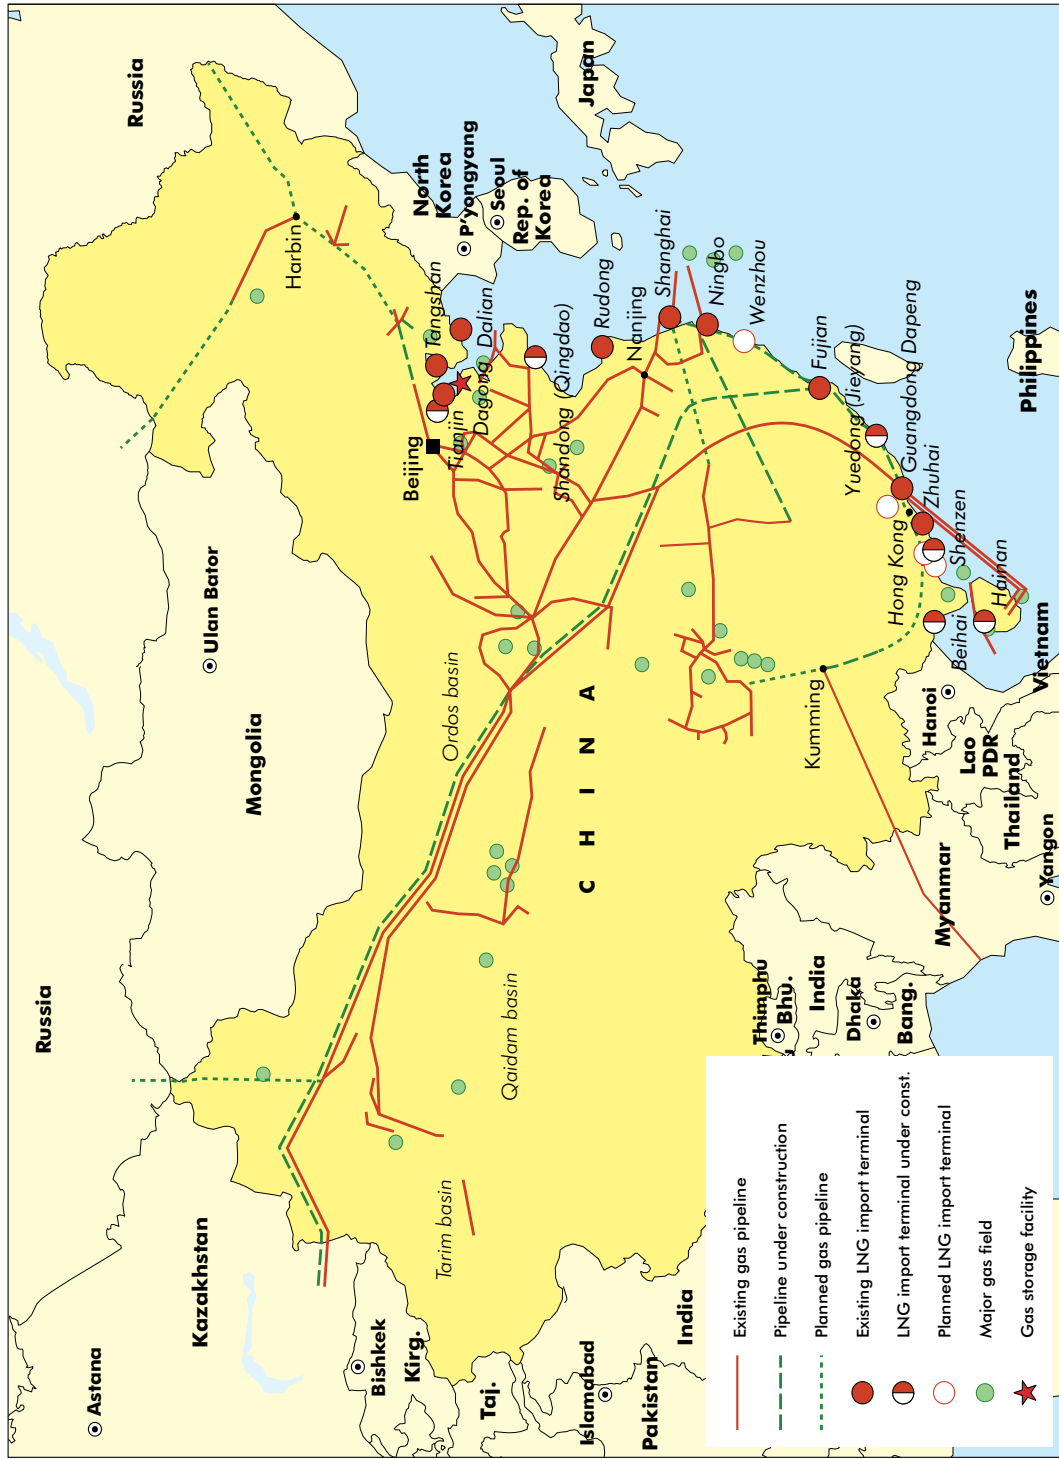 Russia
Russia
Kazakhstan
Astana
Bishkek
Kirg.
Taj.
Islamabad
Pakistan
India
Mongolia
Ulan Bator
North
Korea
P'yongyang
Seoul
Rep. of
Korea
Japan
Harbin
Beijing
Tangshan
Tianjin
Dalian
Dagong
Shandong (Qingdao)
Rudong
Nanjing
Shanghai
Ningbo
Wenzhou
Fujian
Yuedong (Jieyang)
Guangdong Dapeng
Zhuhai
Hong Kong
Shenzen
Hainan
Beihai
Kumming
Ordos basin
Qaidam basin
Tarim basin
C H I N A
Philippines
Vietnam
Hanoi
Lao
PDR
Thailand
Yangon
Myanmar
Thimphu
Bhu.
India
Dhaka
Bang.
Existing gas pipeline
Pipeline under construction
Planned gas pipeline
Existing LNG import terminal
LNG import terminal under const.
Planned LNG import terminal
Major gas field
Gas storage facility